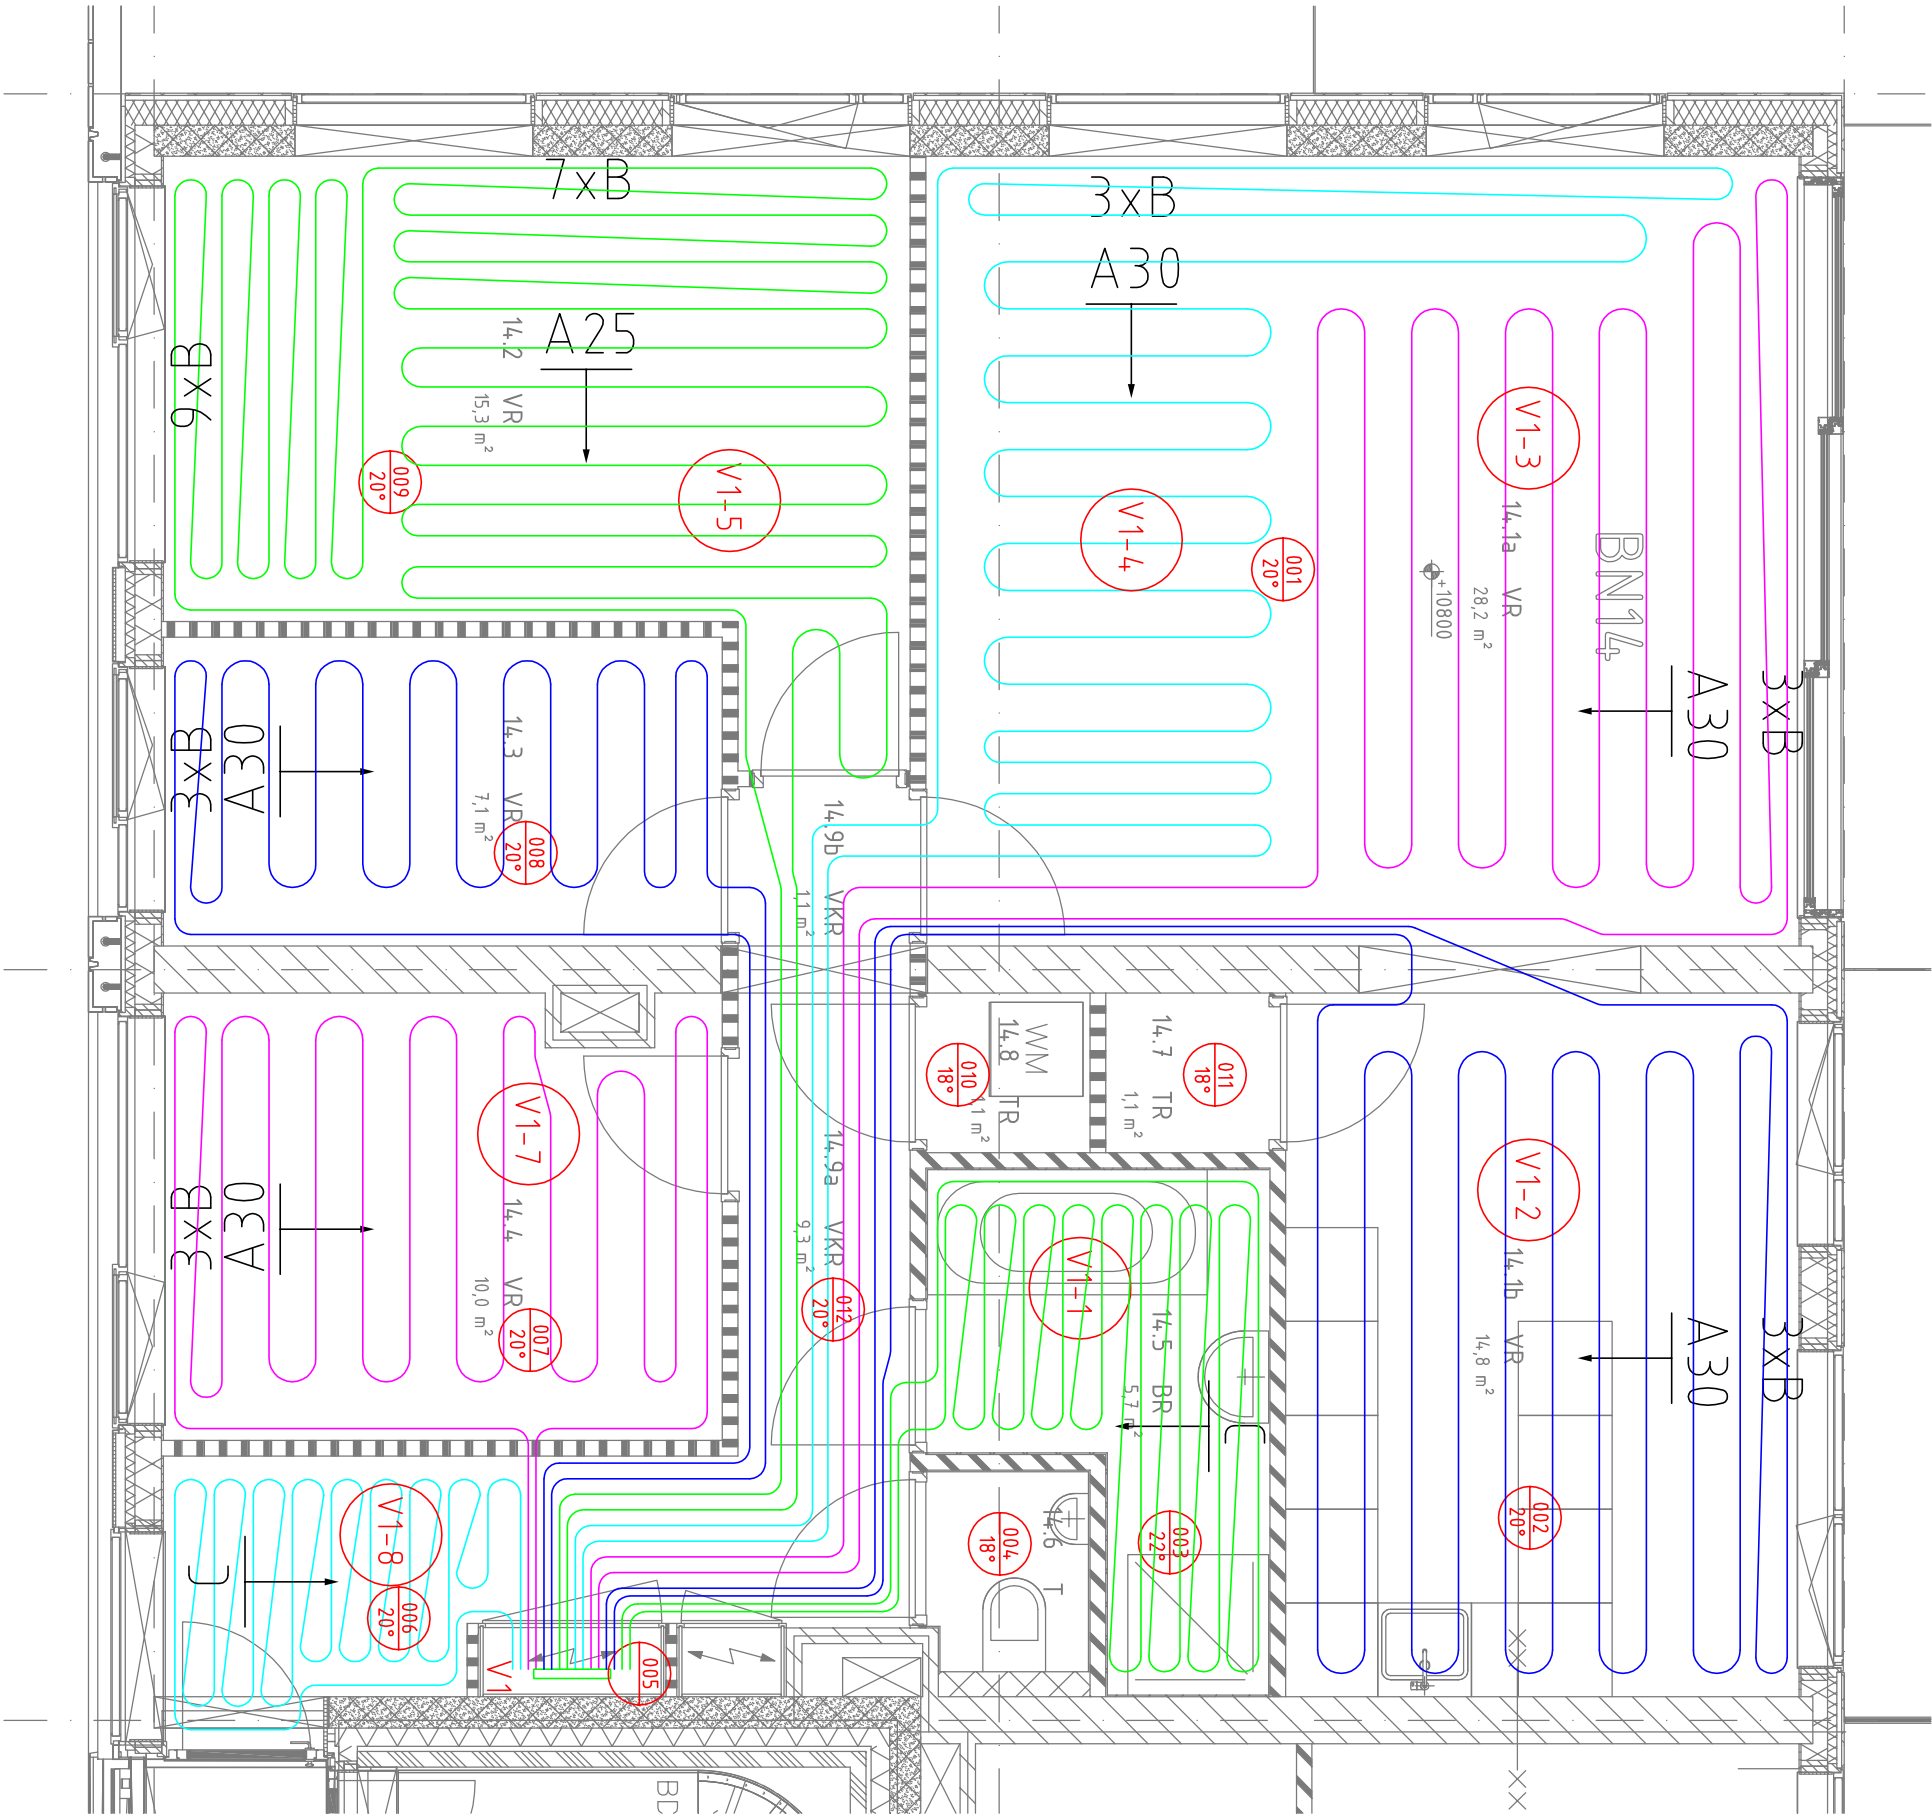 7xB
3xB
A30
A25
9xB
14.2 VR
15,3 m²
009
20°
V1-5
V1-4
001
20°
V1-3
14.1a VR
28,2 m²
+10800
BN14
3xB
A30
3xB
A30
14.3 VR
7,1 m²
008
20°
14.9b VKR
1,1 m²
14.8 TR
1,1 m²
WM
010
18°
14.7 TR
1,1 m²
011
18°
V1-7
3xB
A30
14.4 VR
10,0 m²
007
20°
14.9a VKR
9,3 m²
012
20°
V1-1
14.5 BR
5,7 m²
C
V1-2
14.1b VR
14,8 m²
3xB
A30
002
20°
003
22°
14.6 T
004
18°
V1-8
006
20°
C
V1
005
BD